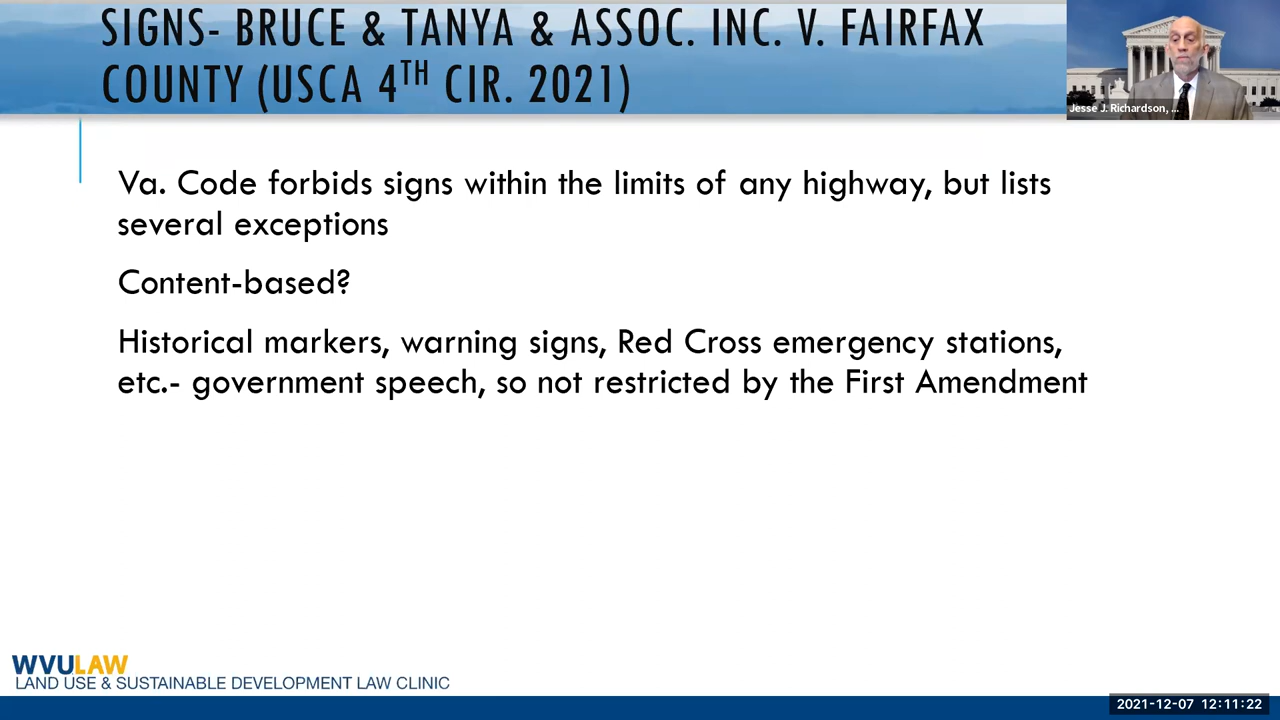 SIGNS- BRUCE & TANYA & ASSOC. INC. V. FAIRFAX
COUNTY (USCA 4TH CIR. 2021)
Jesse J. Richardson, ...
Va. Code forbids signs within the limits of any highway, but lists
several exceptions
Content-based?
Historical markers, warning signs, Red Cross emergency stations,
etc.- government speech, so not restricted by the First Amendment
WVULAW
LAND USE & SUSTAINABLE DEVELOPMENT LAW CLINIC
2021-12-07 12:11:22